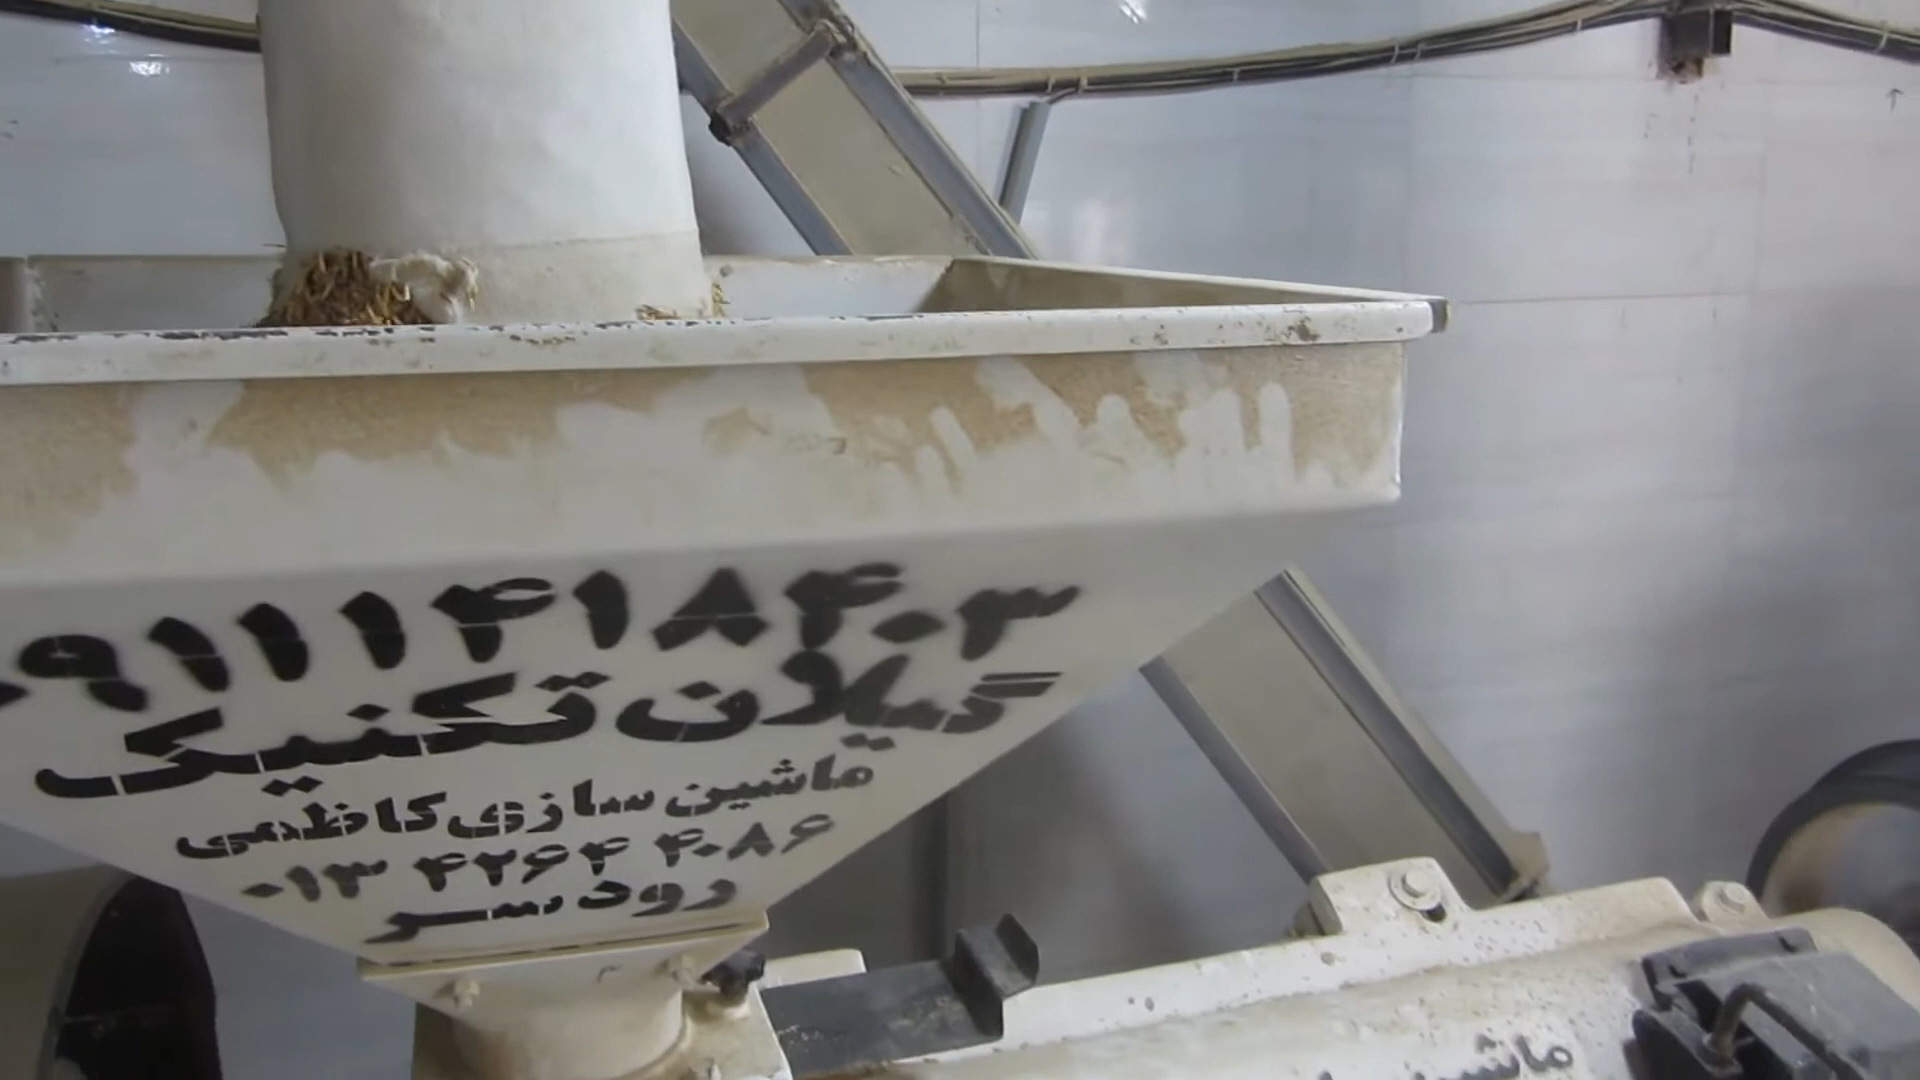 ۰۹۱۱۱۴۱۸۴۰۳
گیلان تکنیک
ماشین سازی کاظمی
۰۱۳ ۴۲۶۴ ۴۰۸۶
رودسر